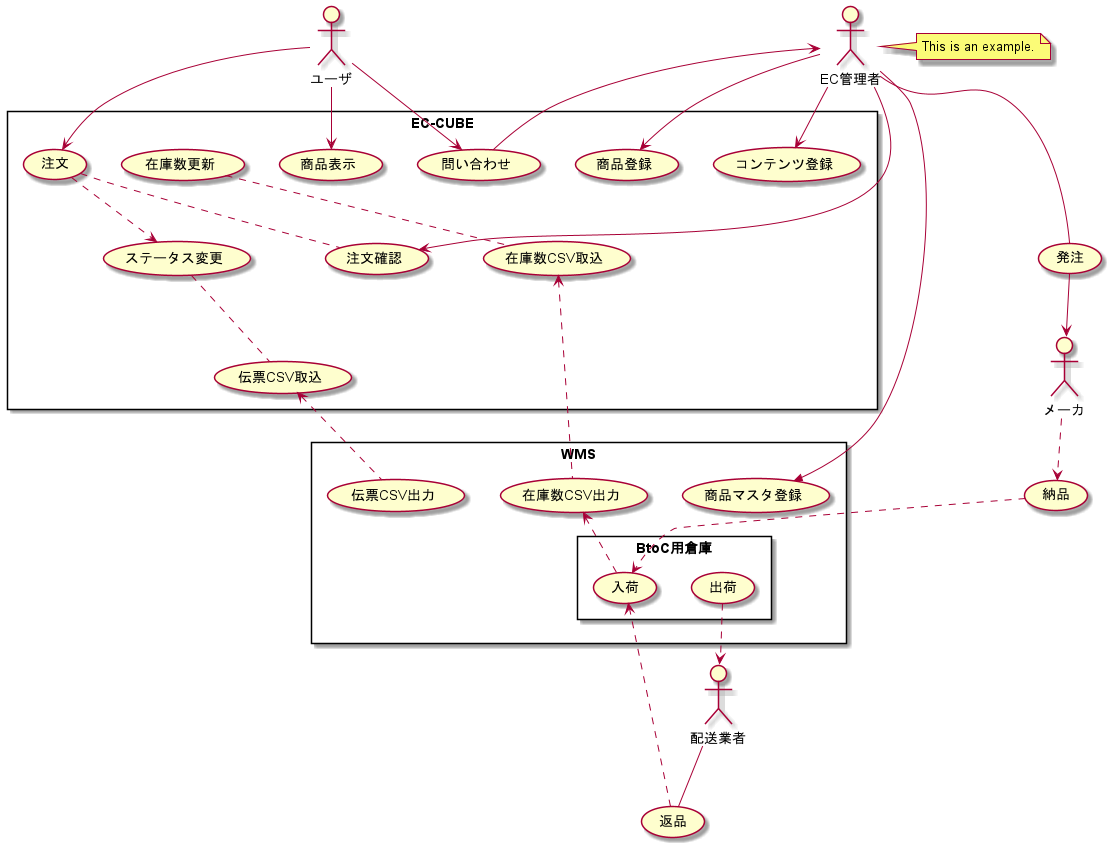 This is an example.
ユーザ
EC管理者
EC-CUBE
注文
在庫数更新
商品表示
問い合わせ
商品登録
コンテンツ登録
ステータス変更
注文確認
在庫数CSV取込
発注
伝票CSV取込
メーカ
WMS
伝票CSV出力
在庫数CSV出力
商品マスタ登録
納品
BtoC用倉庫
入荷
出荷
配送業者
返品